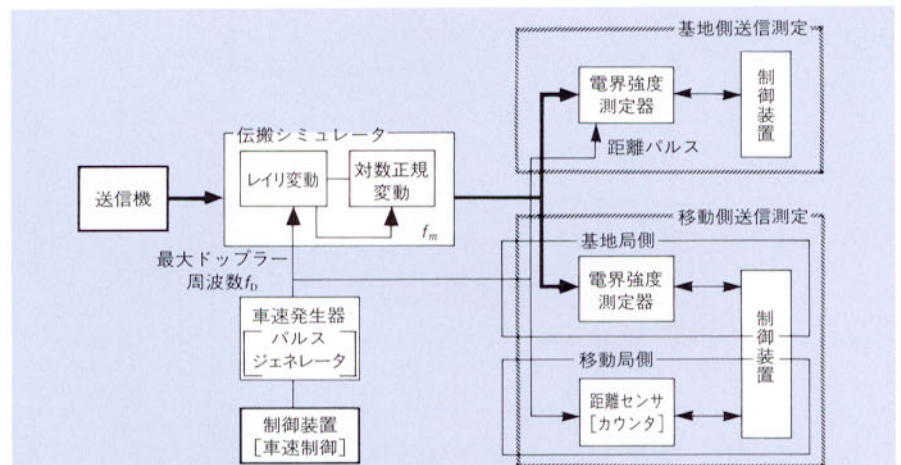 基地側送信測定
電界強度
測定器
制御装置
距離パルス
伝搬シミュレータ
レイリ変動
対数正規
変動
fm
送信機
最大ドップラー
周波数fD
車速発生器
パルス
ジェネレータ
制御装置
[車速制御]
移動側送信測定
基地局側
電界強度
測定器
制御装置
移動局側
距離センサ
[カウンタ]